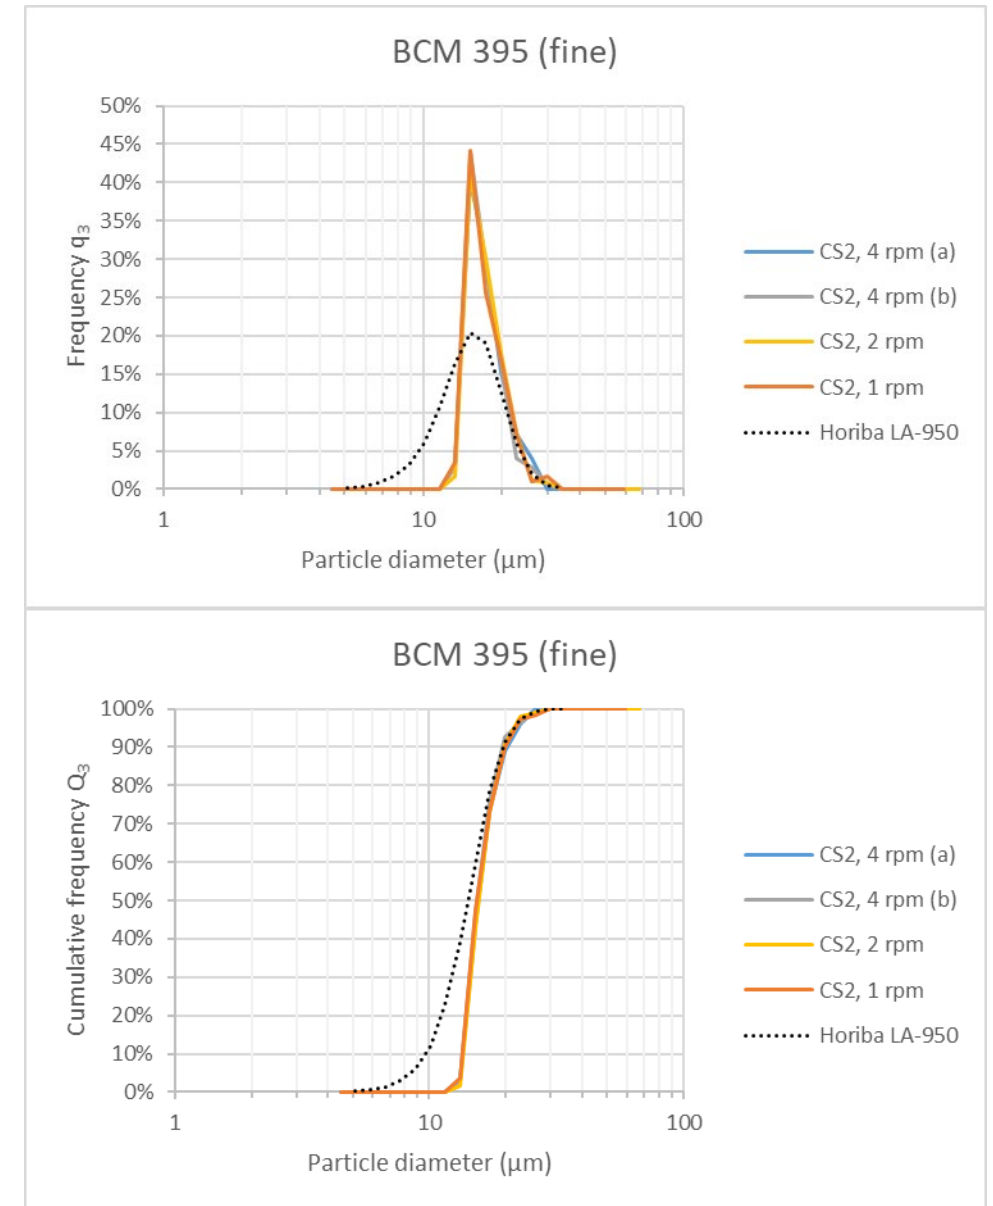 BCM 395 (fine)
50%
45%
40%
35%
30%
25%
20%
15%
10%
5%
0%
Frequency q₃
1
10
100
Particle diameter (µm)
CS2, 4 rpm (a)
CS2, 4 rpm (b)
CS2, 2 rpm
CS2, 1 rpm
Horiba LA-950
BCM 395 (fine)
100%
90%
80%
70%
60%
50%
40%
30%
20%
10%
0%
Cumulative frequency Q₃
1
10
100
Particle diameter (µm)
CS2, 4 rpm (a)
CS2, 4 rpm (b)
CS2, 2 rpm
CS2, 1 rpm
Horiba LA-950